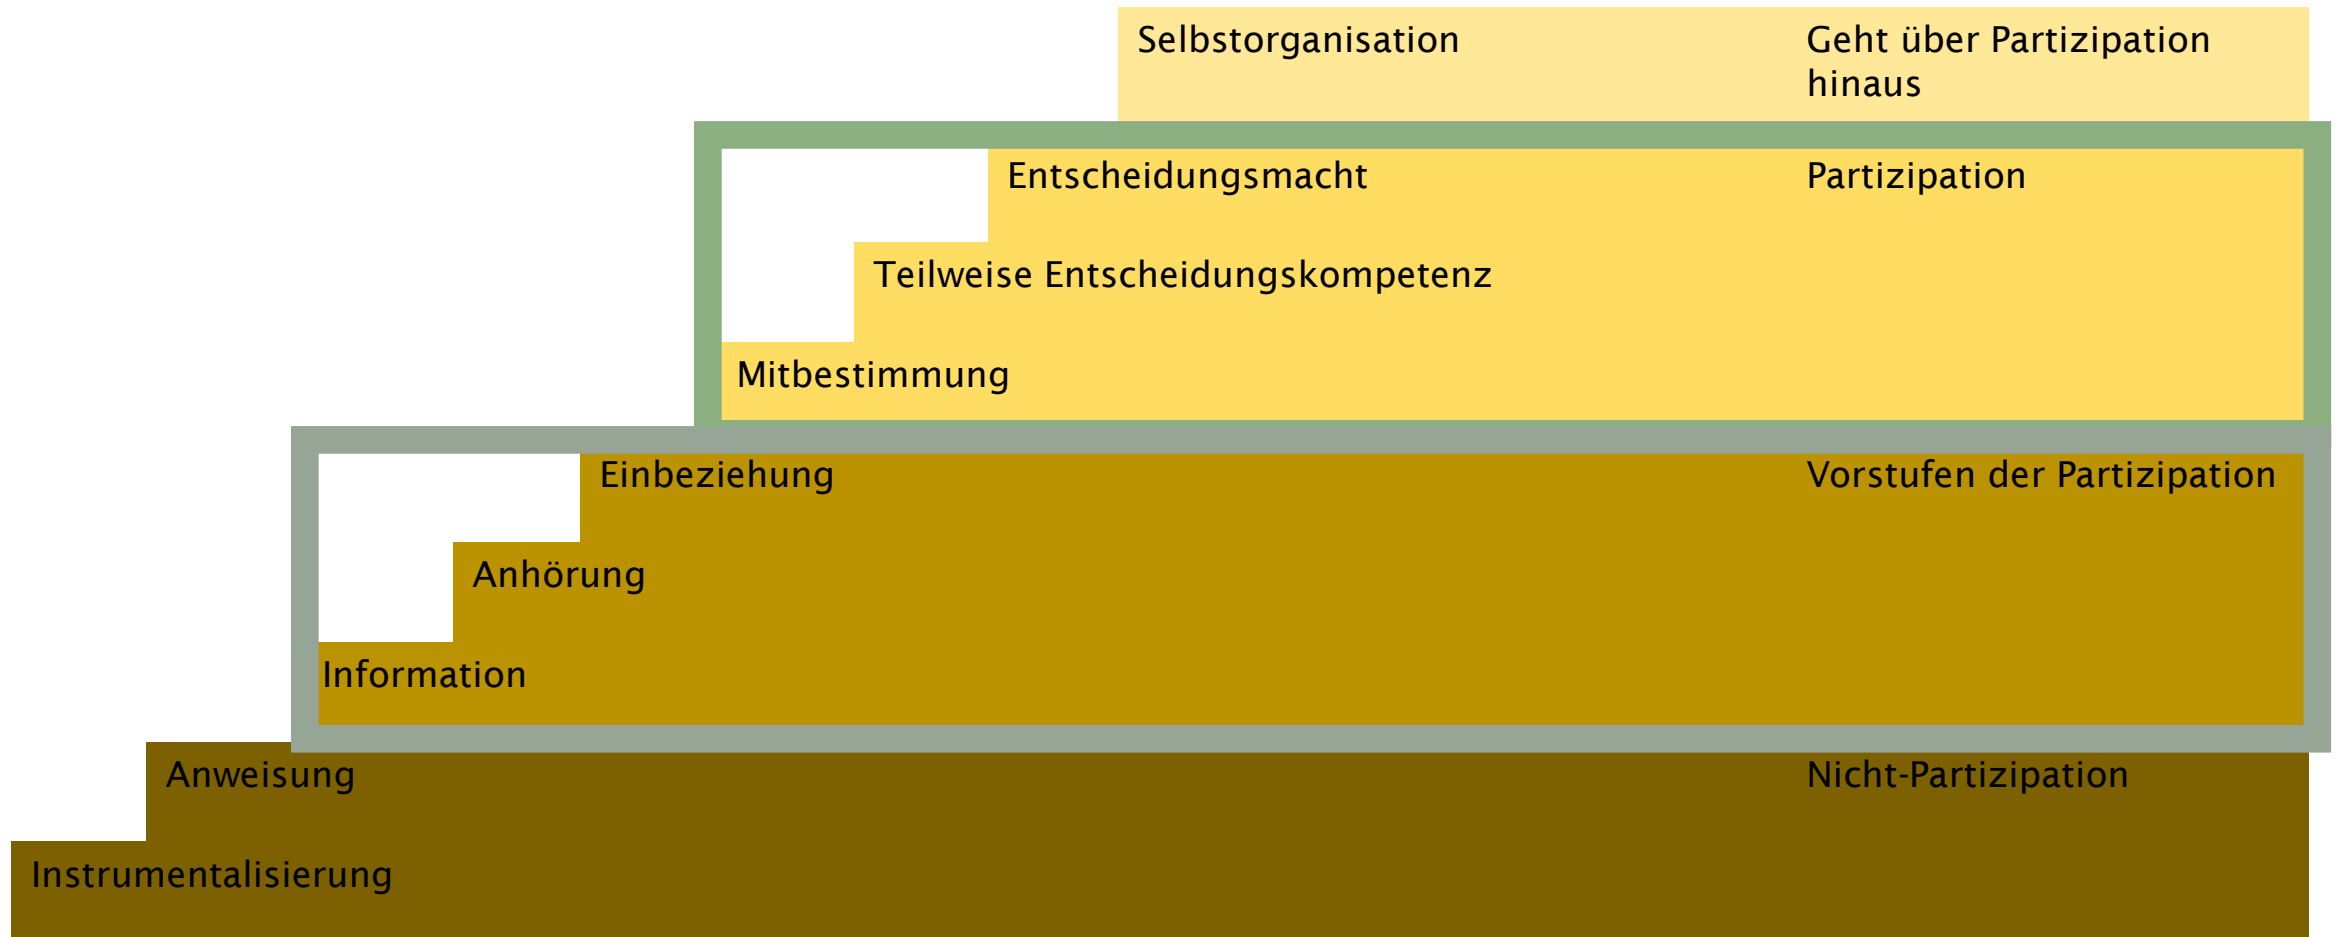 Selbstorganisation
Geht über Partizipation
hinaus
Entscheidungsmacht
Partizipation
Teilweise Entscheidungskompetenz
Mitbestimmung
Einbeziehung
Vorstufen der Partizipation
Anhörung
Information
Anweisung
Nicht-Partizipation
Instrumentalisierung